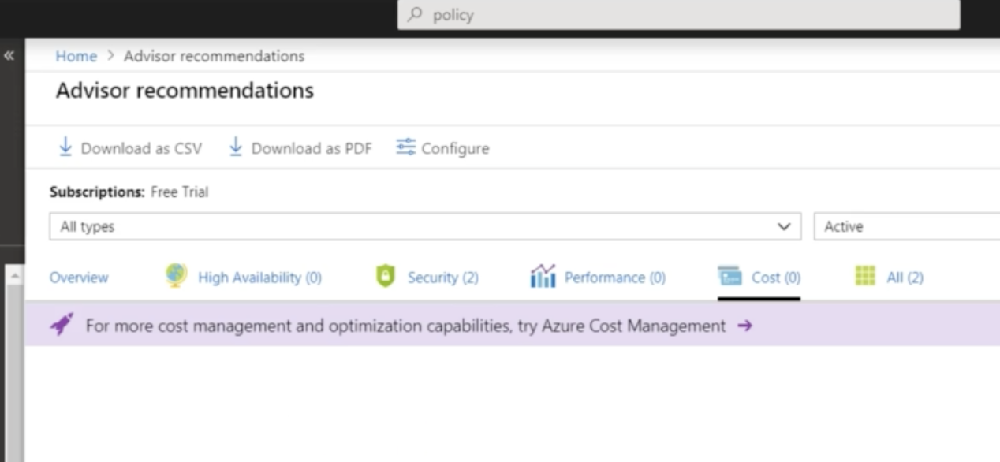 policy
Home > Advisor recommendations
Advisor recommendations
Download as CSV Download as PDF Configure
Subscriptions: Free Trial
All types Active
Overview High Availability (0) Security (2) Performance (0) Cost (0) All (2)
For more cost management and optimization capabilities, try Azure Cost Management →